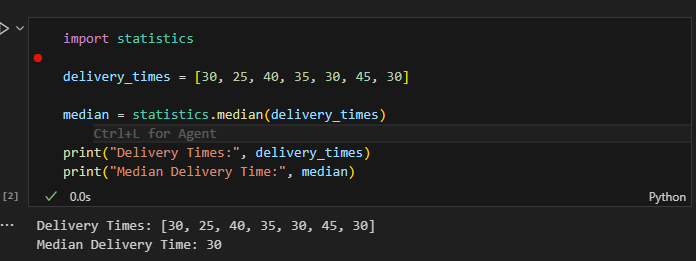 import statistics
delivery_times = [30, 25, 40, 35, 30, 45, 30]
median = statistics.median(delivery_times)
Ctrl+L for Agent
print("Delivery Times:", delivery_times)
print("Median Delivery Time:", median)
[2] 0.0s Python
Delivery Times: [30, 25, 40, 35, 30, 45, 30]
Median Delivery Time: 30